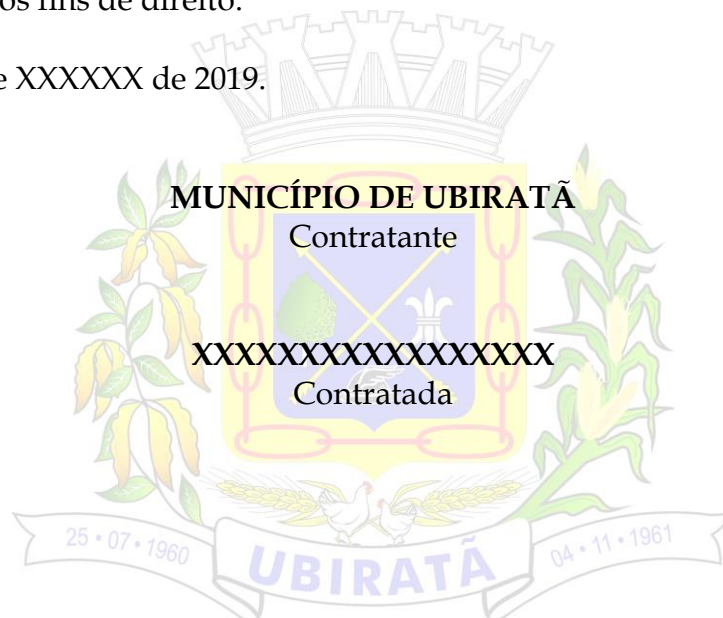 os fins de direito.
e XXXXXX de 2019.
MUNICÍPIO DE UBIRATÃ
Contratante
XXXXXXXXXXXXXXXXX
Contratada
25 • 07 • 1960
UBIRATÃ
04 • 11 • 1961